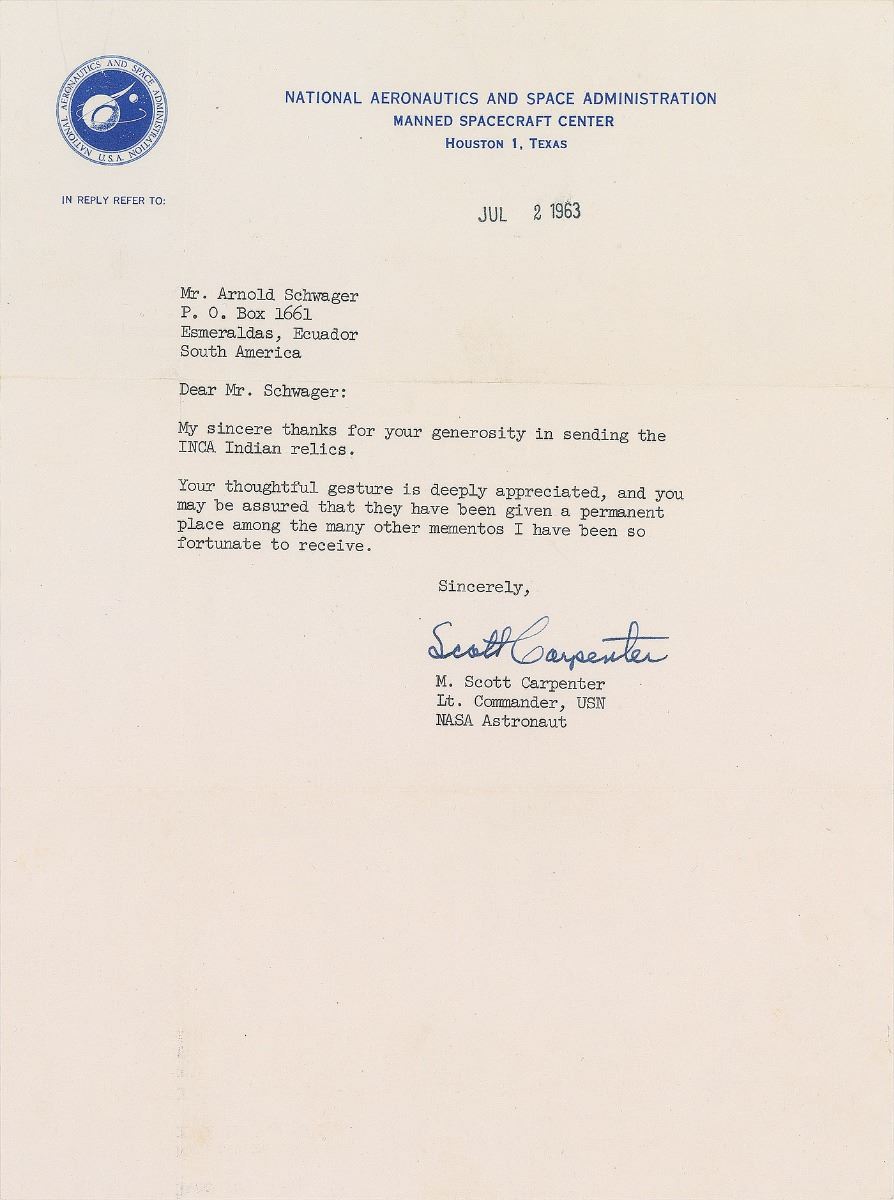 NATIONAL AERONAUTICS AND SPACE ADMINISTRATION
U.S.A.
NATIONAL AERONAUTICS AND SPACE ADMINISTRATION
MANNED SPACECRAFT CENTER
HOUSTON 1, TEXAS
IN REPLY REFER TO:
JUL 2 1963
Mr. Arnold Schwager
P. O. Box 1661
Esmeraldas, Ecuador
South America
Dear Mr. Schwager:
My sincere thanks for your generosity in sending the
INCA Indian relics.
Your thoughtful gesture is deeply appreciated, and you
may be assured that they have been given a permanent
place among the many other mementos I have been so
fortunate to receive.
Sincerely,
Scott Carpenter
M. Scott Carpenter
Lt. Commander, USN
NASA Astronaut